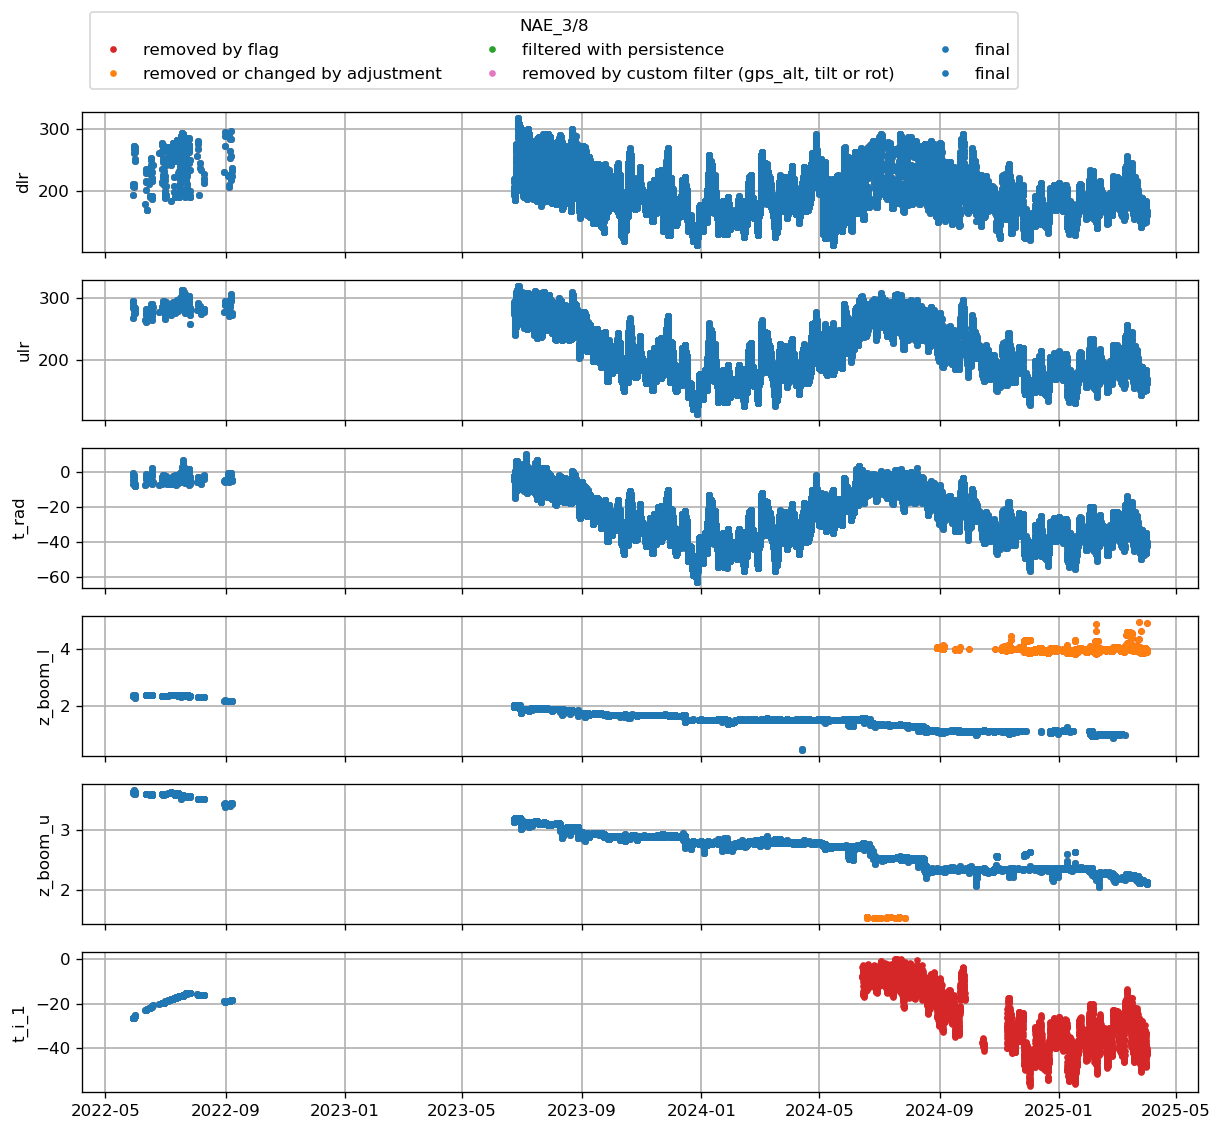 NAE_3/8
removed by flag
filtered with persistence
final
removed or changed by adjustment
removed by custom filter (gps_alt, tilt or rot)
final
300
200
dlr
300
200
ulr
0
−20
−40
−60
t_rad
4
2
z_boom_l
3
2
z_boom_u
0
−20
−40
t_i_1
2022-05
2022-09
2023-01
2023-05
2023-09
2024-01
2024-05
2024-09
2025-01
2025-05